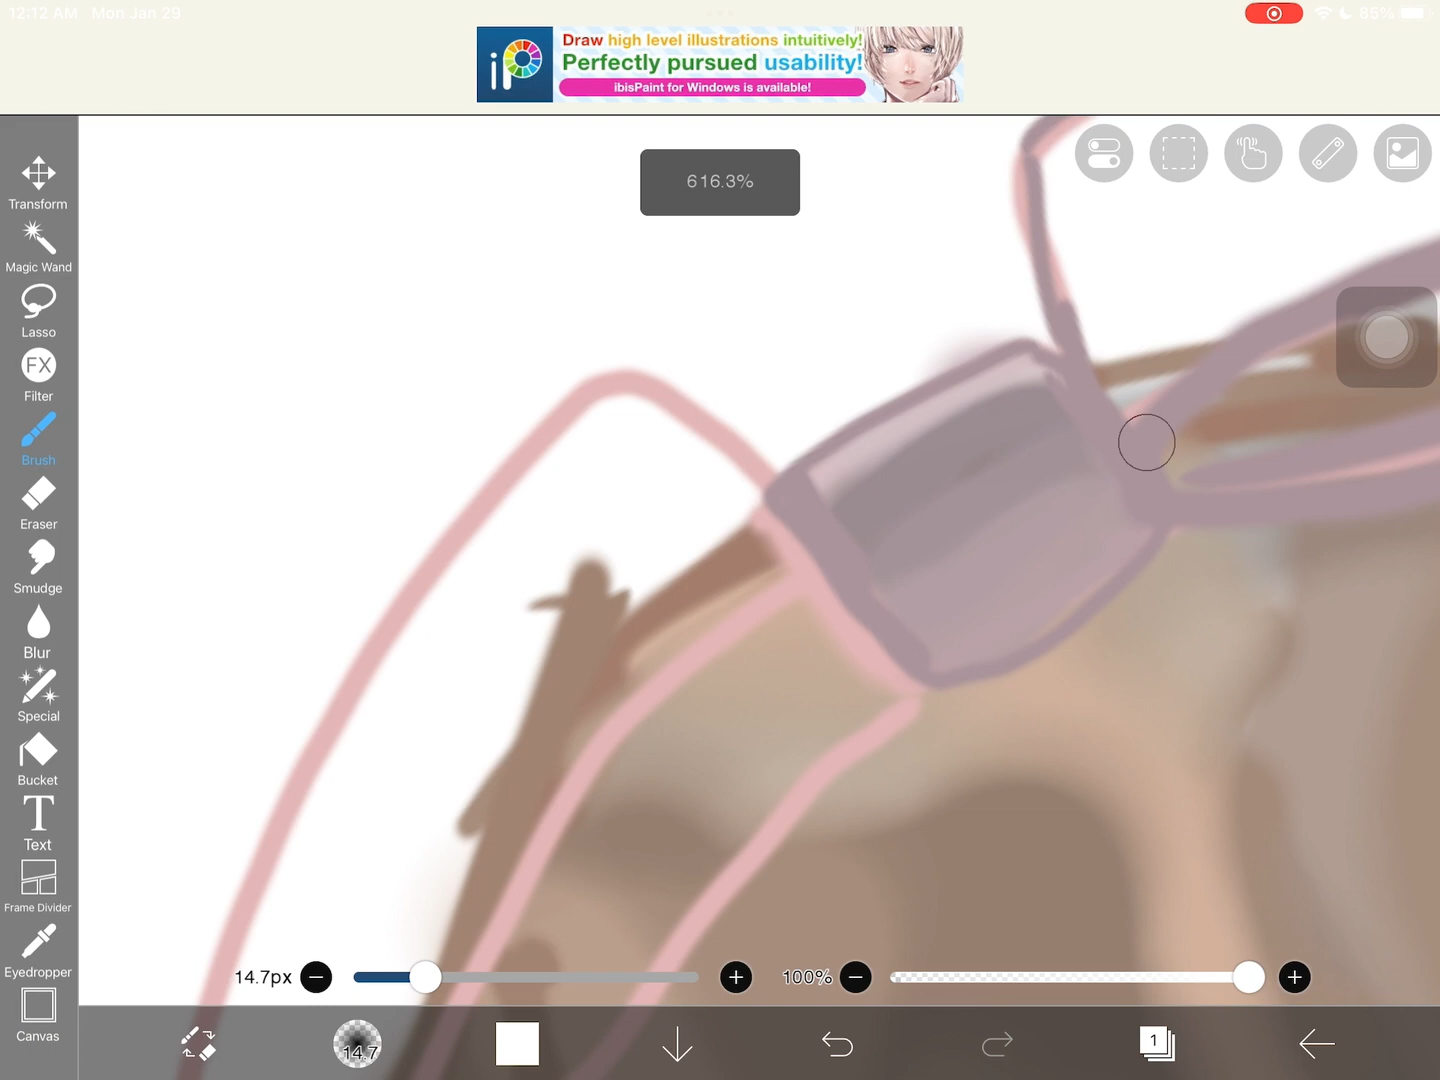 12:12 AM Mon Jan 29
85%
iP
Draw high level illustrations intuitively!
Perfectly pursued usability!
ibisPaint for Windows is available!
616.3%
Transform
Magic Wand
Lasso
FX
Filter
Brush
Eraser
Smudge
Blur
Special
Bucket
T
Text
Frame Divider
Eyedropper
Canvas
14.7px
100%
14.7
1